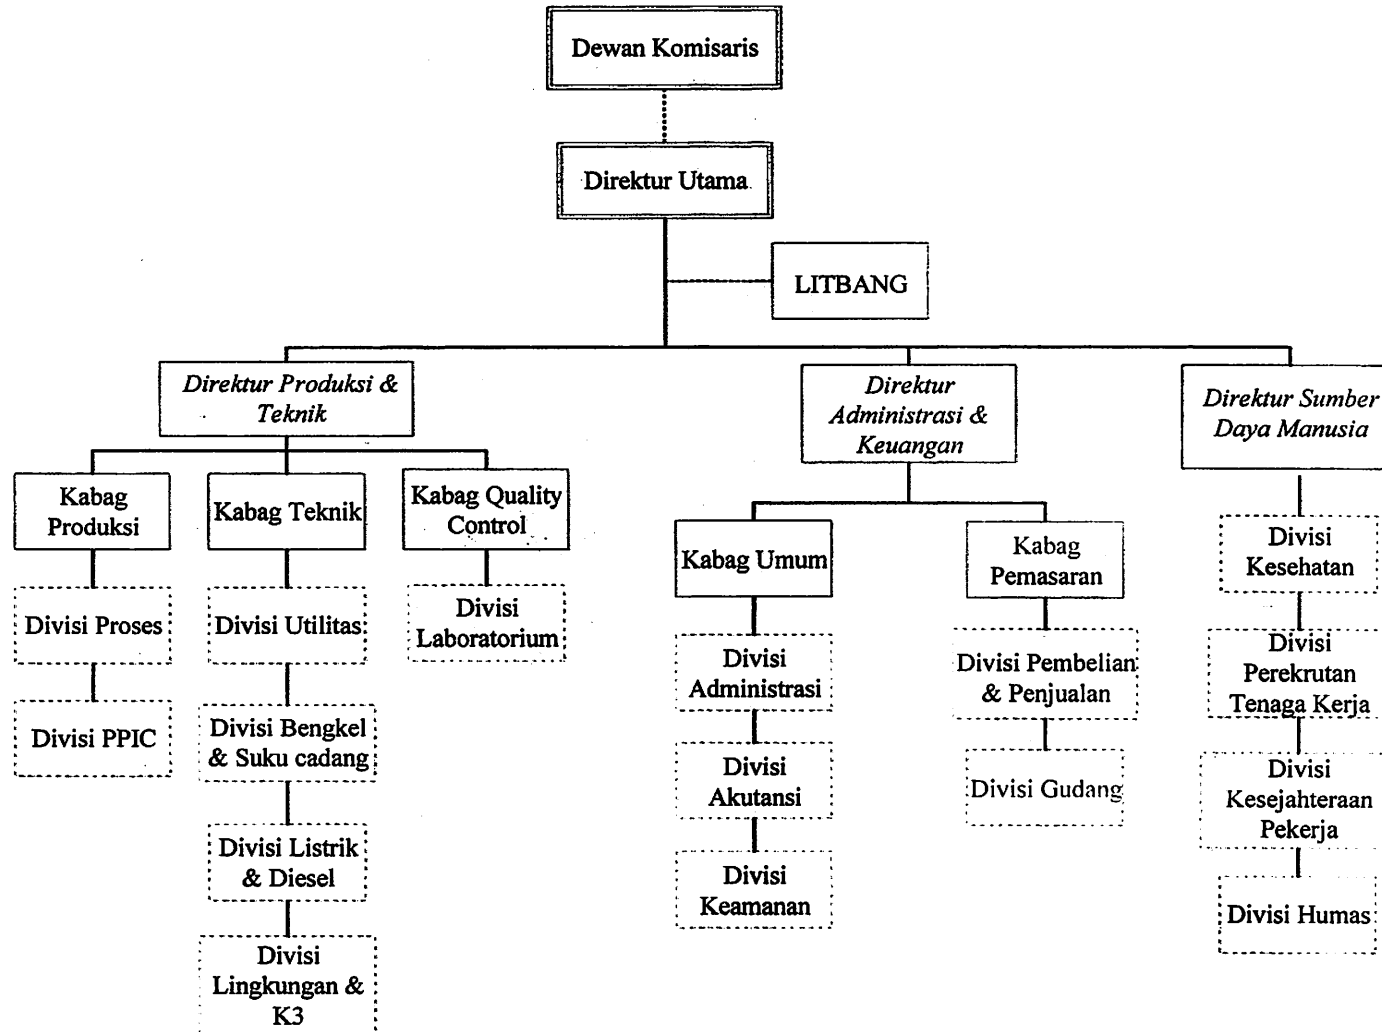 Dewan Komisaris
Direktur Utama
LITBANG
Direktur Produksi &
Teknik
Direktur
Administrasi &
Keuangan
Direktur Sumber
Daya Manusia
Kabag
Produksi
Kabag Teknik
Kabag Quality
Control
Kabag Umum
Kabag
Pemasaran
Divisi
Kesehatan
Divisi Proses
Divisi Utilitas
Divisi
Laboratorium
Divisi
Administrasi
Divisi Pembelian
& Penjualan
Divisi
Perekrutan
Tenaga Kerja
Divisi PPIC
Divisi Bengkel
& Suku cadang
Divisi
Akutansi
Divisi Gudang
Divisi
Kesejahteraan
Pekerja
Divisi Listrik
& Diesel
Divisi
Keamanan
Divisi Humas
Divisi
Lingkungan &
K3